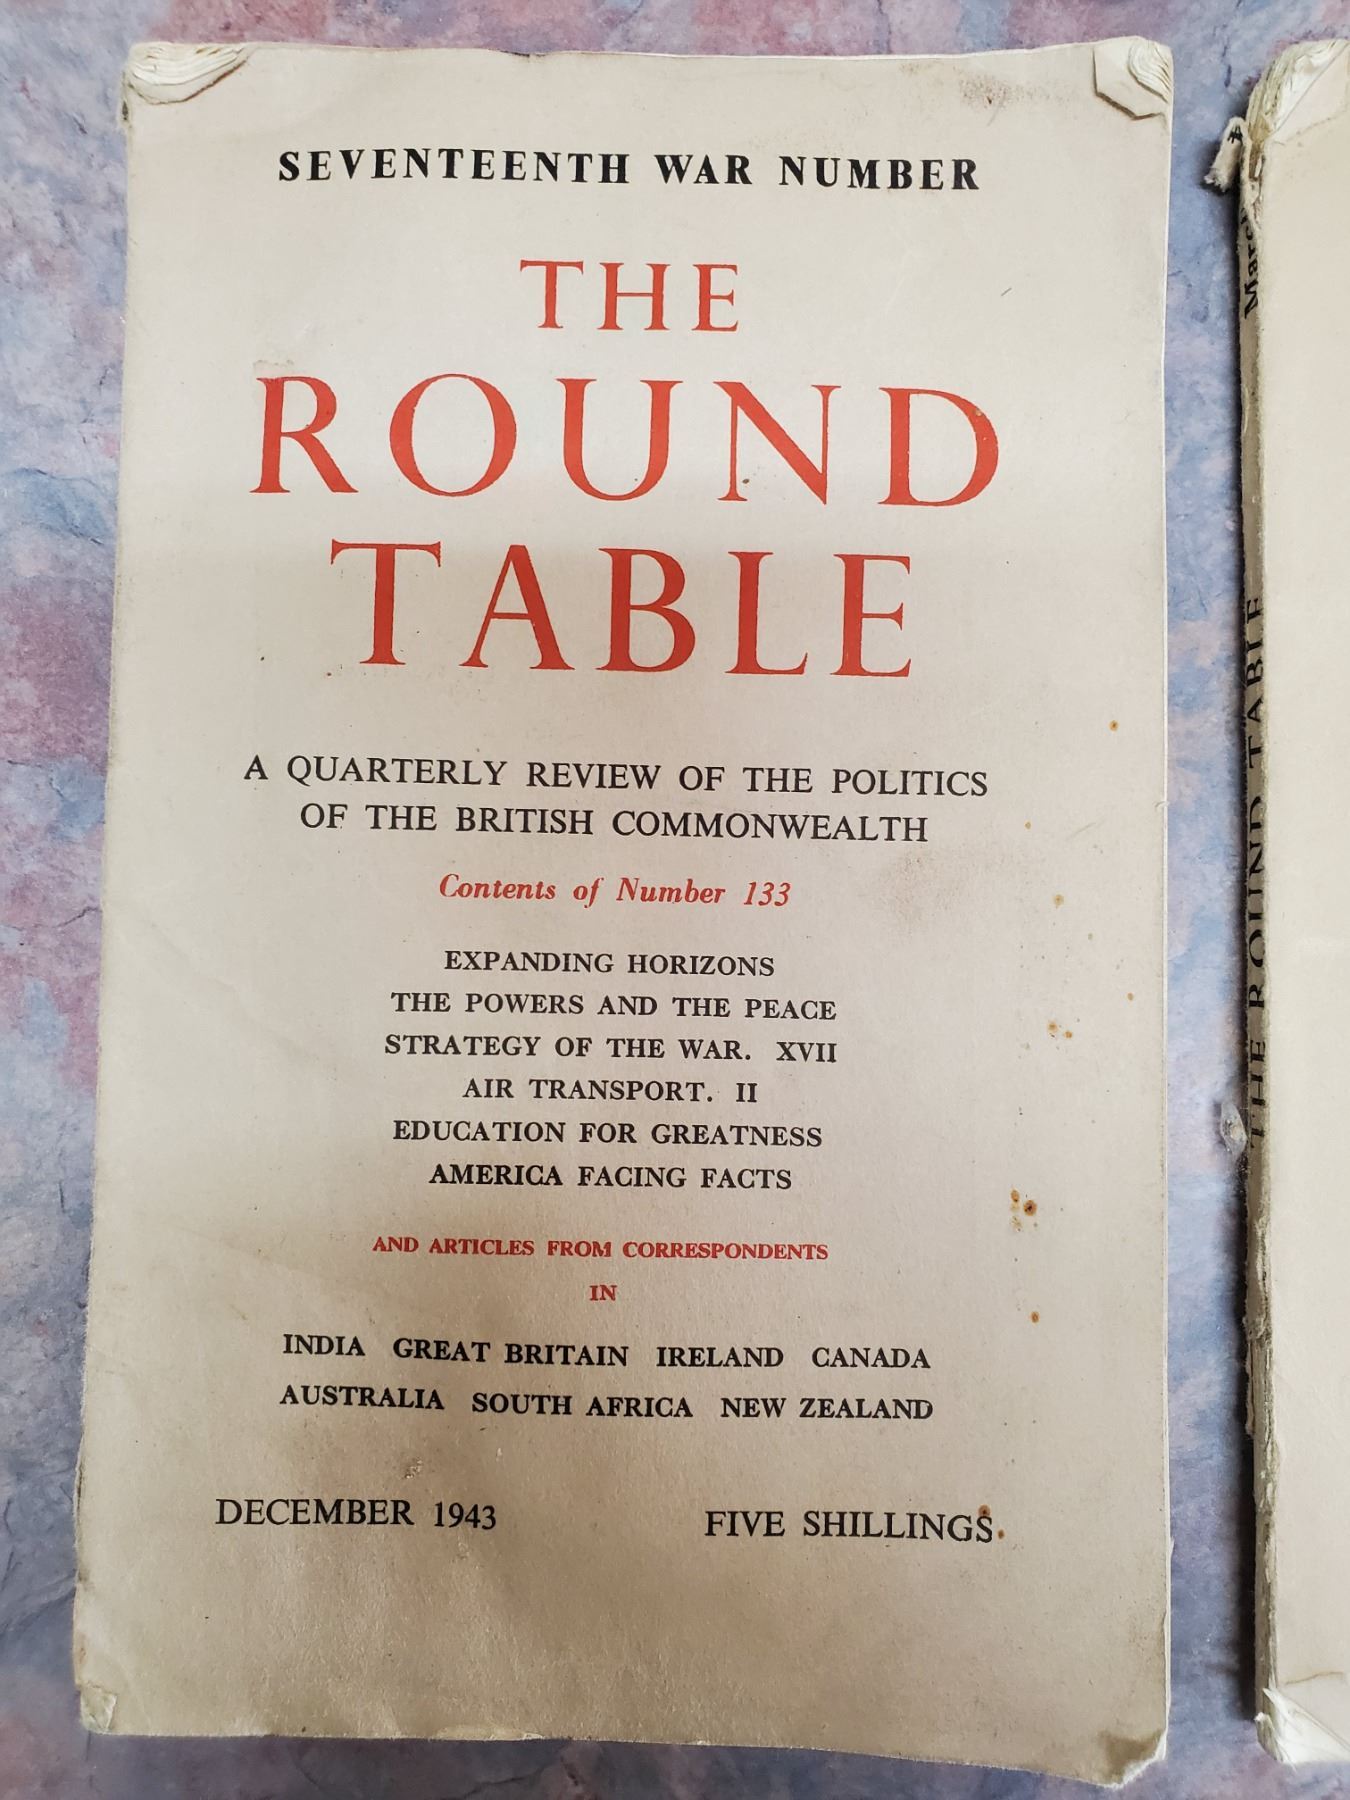 SEVENTEENTH WAR NUMBER
THE
ROUND
TABLE
A QUARTERLY REVIEW OF THE POLITICS
OF THE BRITISH COMMONWEALTH
Contents of Number 133
EXPANDING HORIZONS
THE POWERS AND THE PEACE
STRATEGY OF THE WAR. XVII
AIR TRANSPORT. II
EDUCATION FOR GREATNESS
AMERICA FACING FACTS
AND ARTICLES FROM CORRESPONDENTS
IN
INDIA GREAT BRITAIN IRELAND CANADA
AUSTRALIA SOUTH AFRICA NEW ZEALAND
DECEMBER 1943 FIVE SHILLINGS.
THE ROUND TABLE